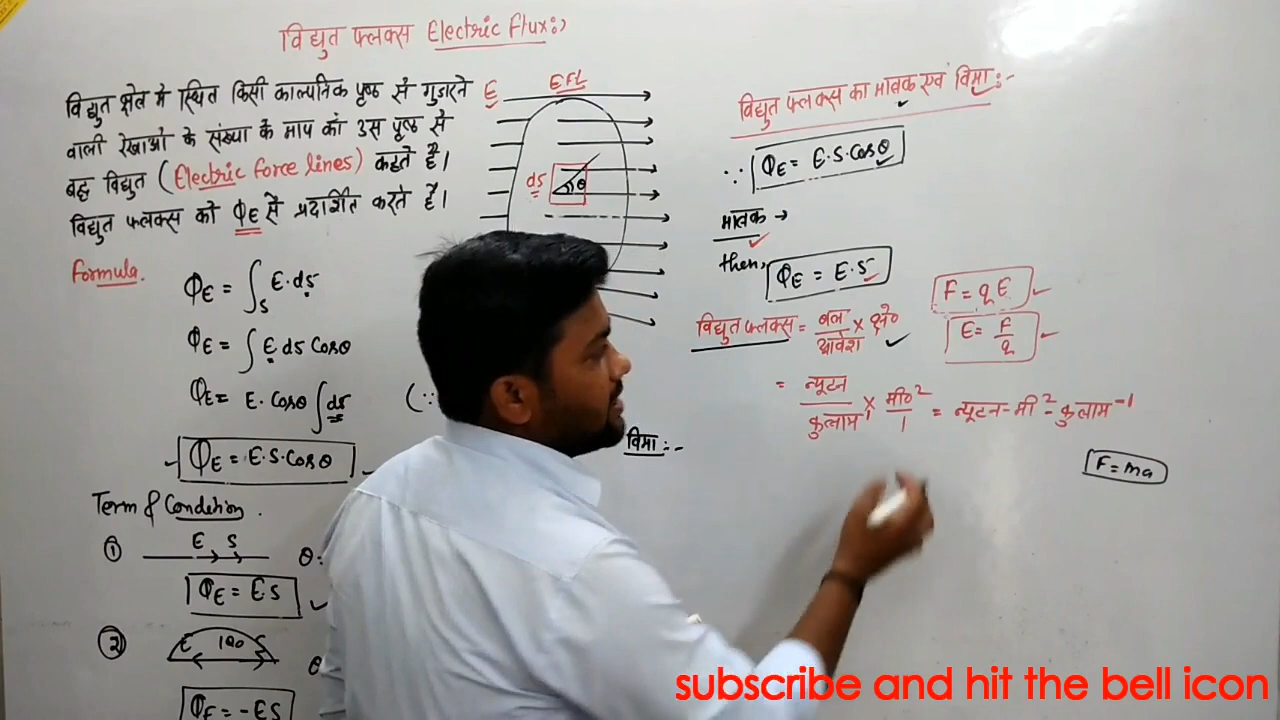 विद्युत फ्लक्स Electric flux:>
विद्युत क्षेत्र में स्थित किसी काल्पनिक पृष्ठ से गुजरने
वाली रेखाओं के संख्या के माप को उस पृष्ठ से
बद्ध विद्युत (Electric force lines) कहते हैं।
विद्युत फ्लक्स को ΦE से प्रदर्शित करते हैं।
E
EFL
ds
θ
Formula.
ΦE = ∫S E·ds
ΦE = ∫ E ds Cosθ
ΦE = E·Cosθ ∫ds (∵
ΦE = E·S·Cosθ
Term & Condetion.
① E S θ:
ΦE = ES
② E 180 S θ
ΦE = -ES
विद्युत फ्लक्स का मात्रक एवं विमा:-
∵ ΦE = E·S·Cosθ
मात्रक →
then, ΦE = E·S
F = qE
विद्युत फ्लक्स = बल/आवेश × क्षे०
E = F/q
= न्यूटन/कुलाम × मी०²/1 = न्यूटन-मी²-कुलाम⁻¹
विमा:-
F = ma
subscribe and hit the bell icon